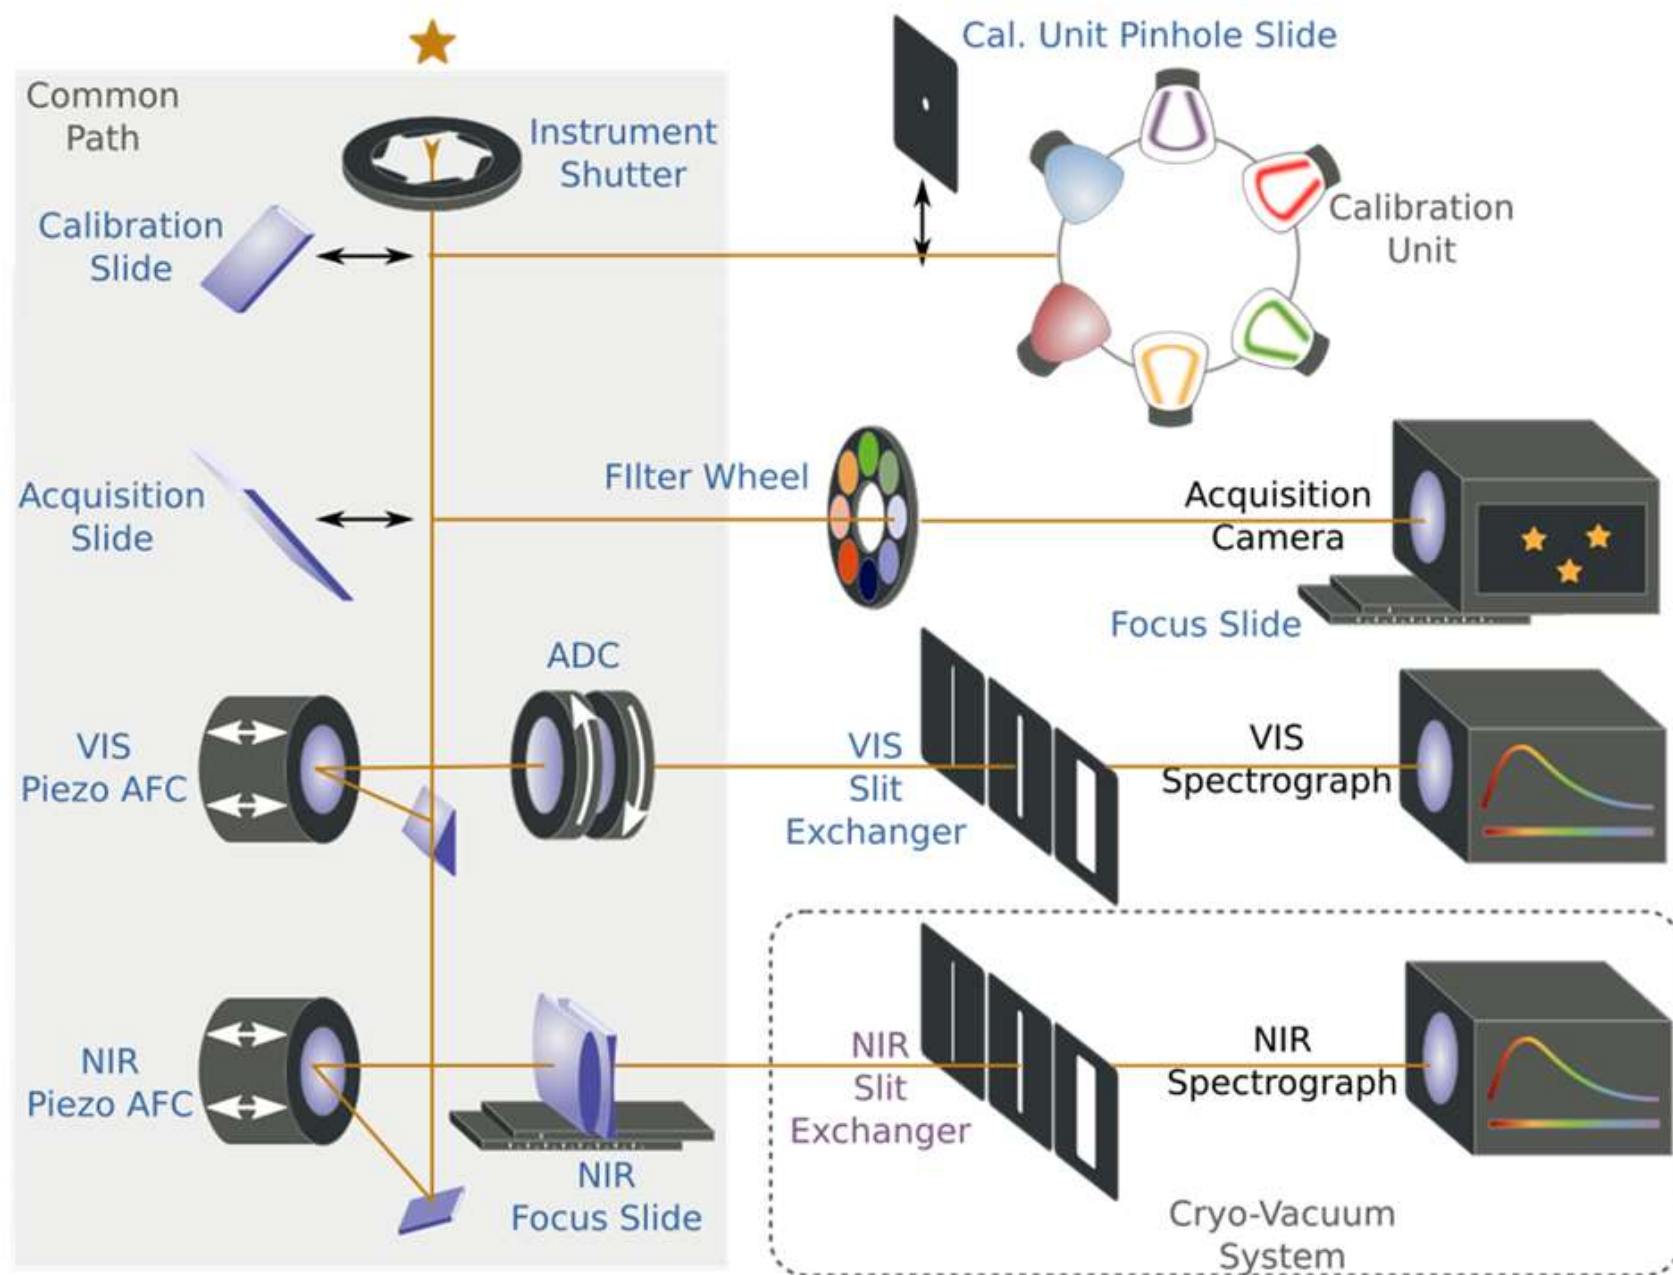 Cal. Unit Pinhole Slide
Common
Path
Instrument
Shutter
Calibration
Slide
Calibration
Unit
FIlter Wheel
Acquisition
Slide
Acquisition
Camera
Focus Slide
ADC
VIS
Piezo AFC
VIS
Slit
Exchanger
VIS
Spectrograph
NIR
Piezo AFC
NIR
Focus Slide
NIR
Slit
Exchanger
NIR
Spectrograph
Cryo-Vacuum
System